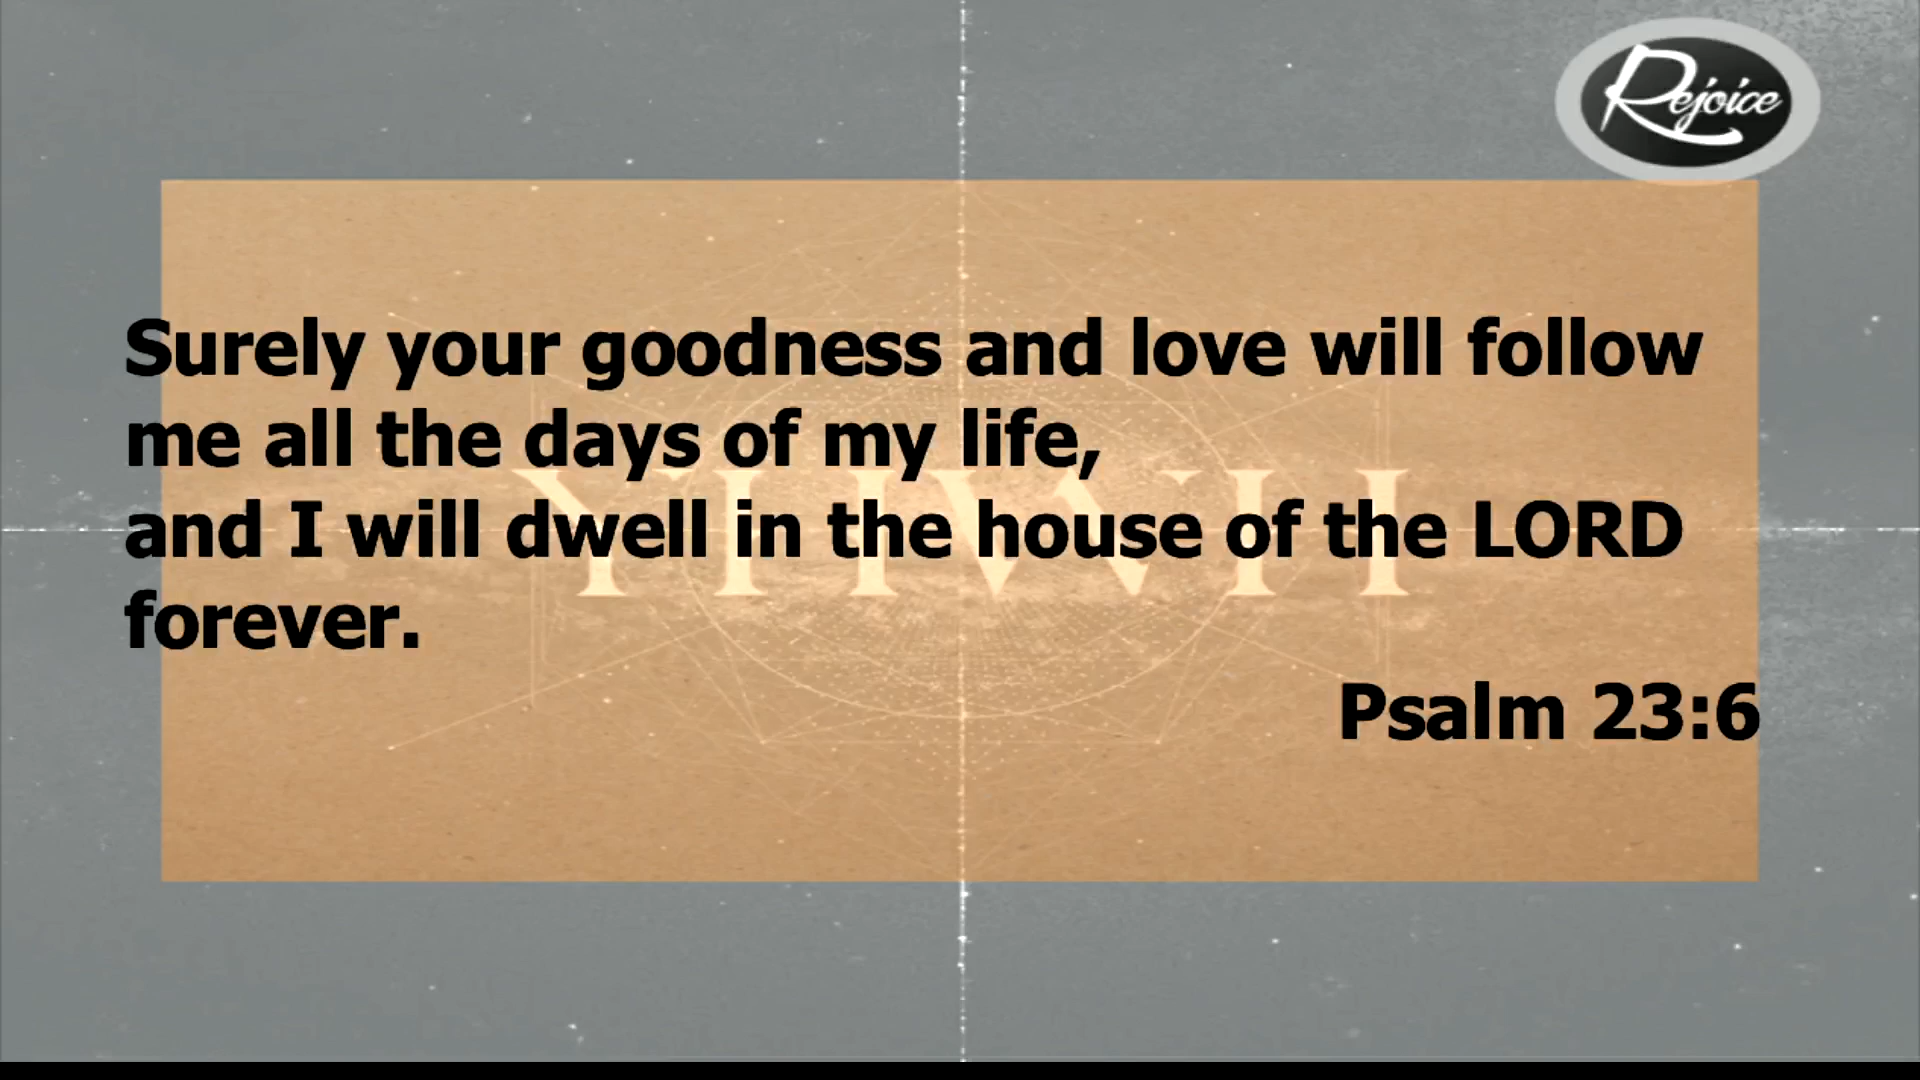 Rejoice
Surely your goodness and love will follow
me all the days of my life,
and I will dwell in the house of the LORD
forever.
Psalm 23:6
YHWH